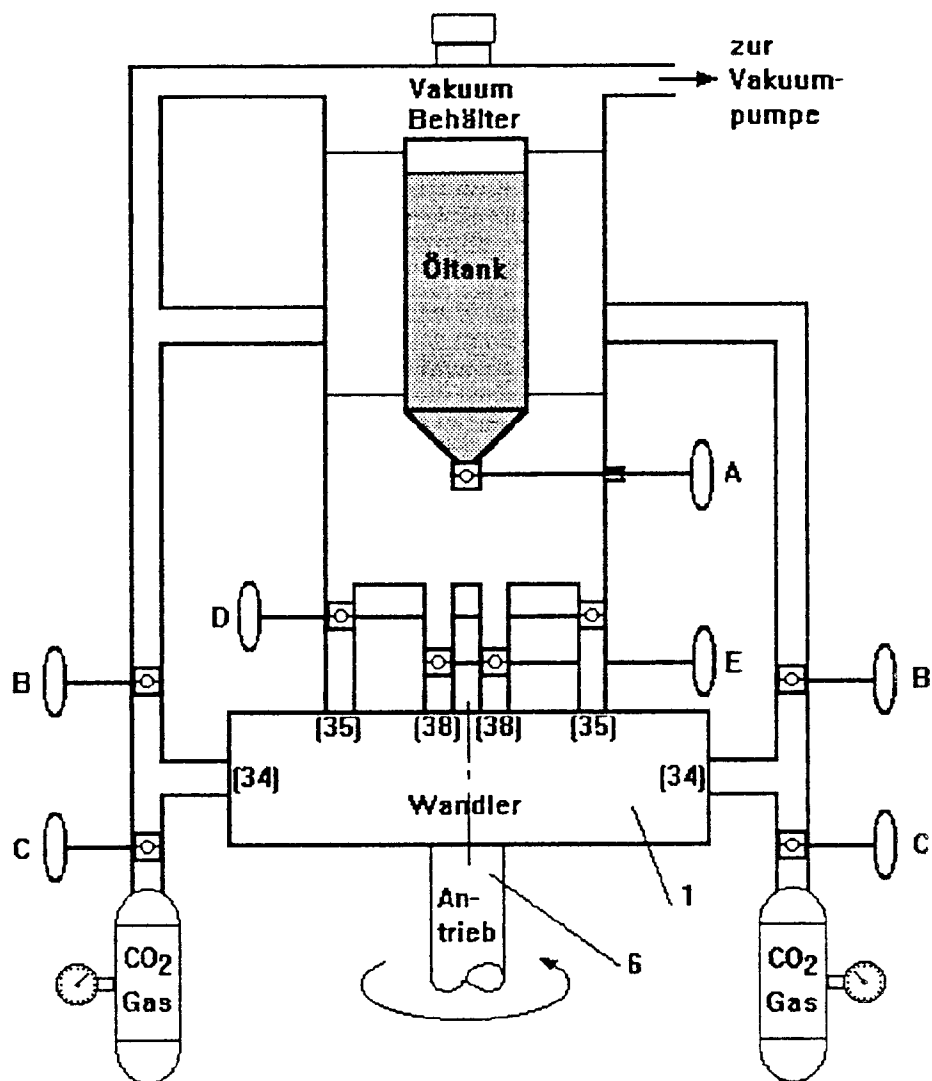 zur
Vakuum-
pumpe
Vakuum
Behälter
Öltank
A
D
E
B
B
(35)
(38)
(38)
(35)
(34)
(34)
Wandler
C
C
1
An-
trieb
6
CO2
Gas
CO2
Gas